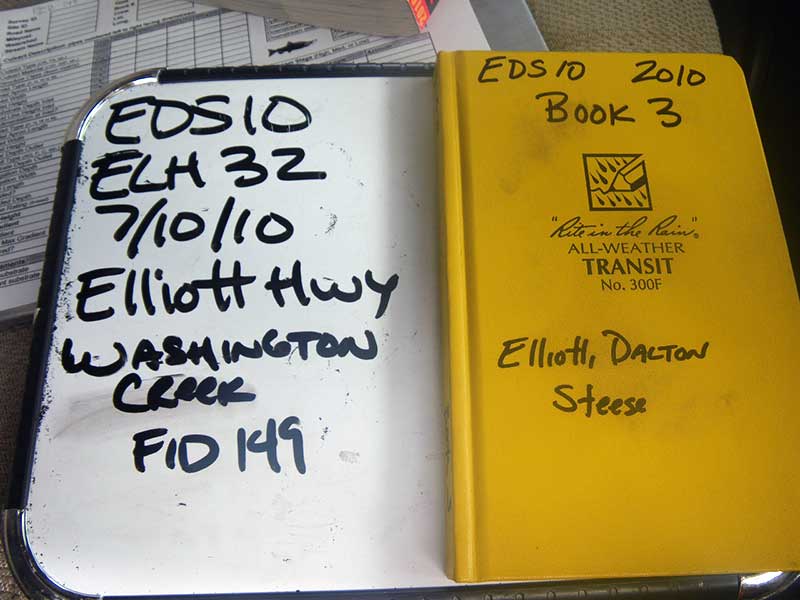 EDS10
ELH 32
7/10/10
Elliott Hwy
WASHINGTON
CREEK
FID 149
EDS10 2010
BOOK 3
"Rite in the Rain"®
ALL-WEATHER
TRANSIT
No. 300F
Elliott, DALTON
Steese